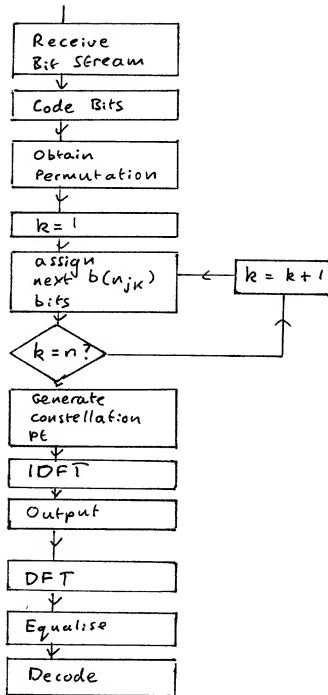 Receive
Bit Stream
Code Bits
Obtain
Permutation
k=1
assign
next b(n_jk)
bits
k = k+1
k=n?
Generate
constellation
pt
IDFT
Output
DFT
Equalise
Decode